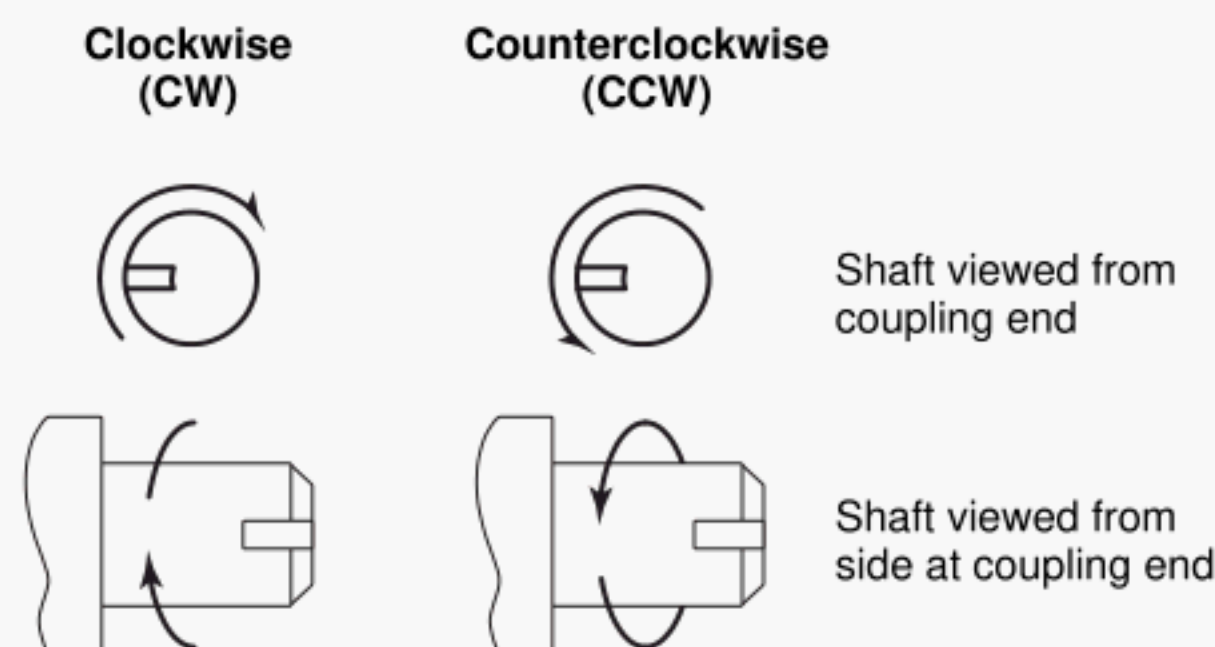 Clockwise
(CW)
Counterclockwise
(CCW)
Shaft viewed from
coupling end
Shaft viewed from
side at coupling end